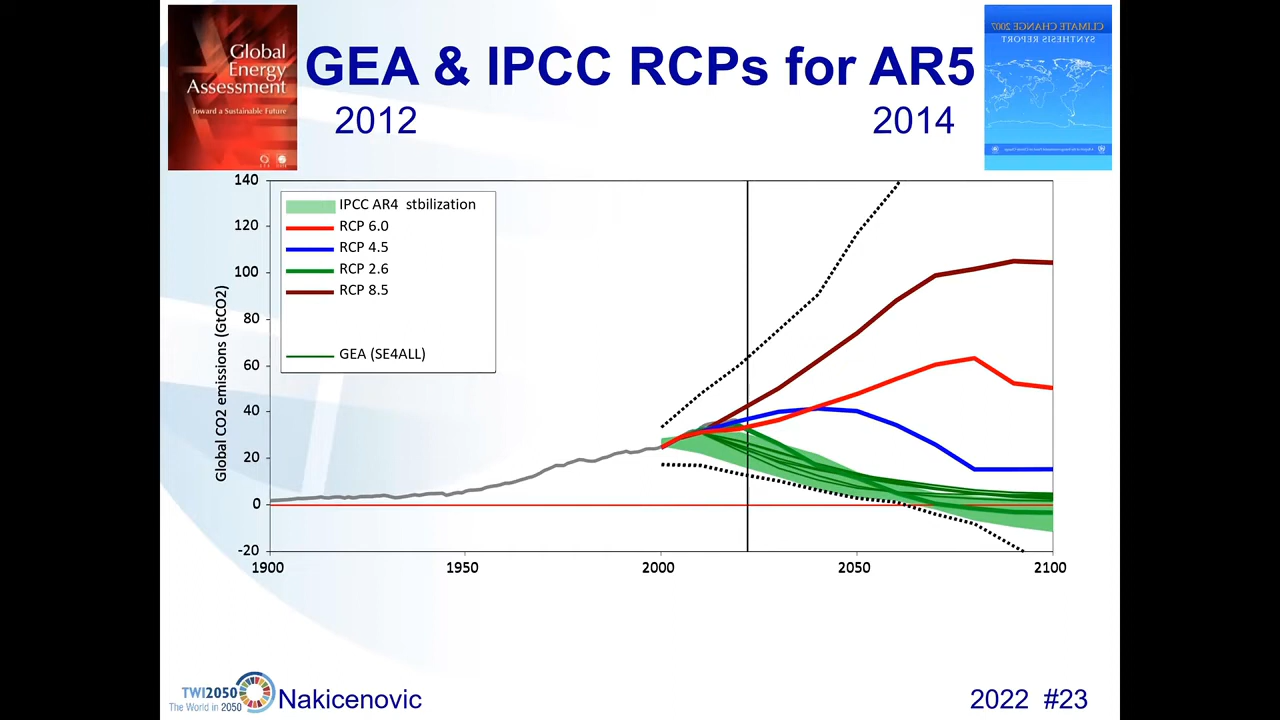 Global
Energy
Assessment
Toward a Sustainable Future
GEA & IPCC RCPs for AR5
2012
2014
CLIMATE CHANGE 2007
SYNTHESIS REPORT
140
120
100
80
60
40
20
0
-20
Global CO2 emissions (GtCO2)
IPCC AR4 stbilization
RCP 6.0
RCP 4.5
RCP 2.6
RCP 8.5
GEA (SE4ALL)
1900
1950
2000
2050
2100
TWI2050
The World in 2050
Nakicenovic
2022 #23